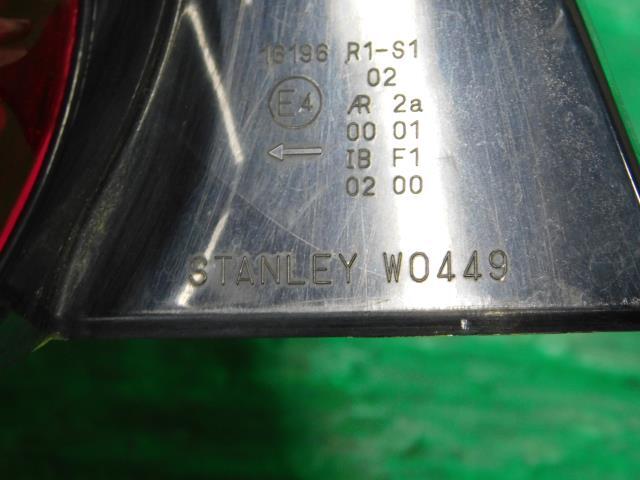 16196 R1-S1
02
E4 AR 2a
00 01
← IB F1
02 00
STANLEY W0449